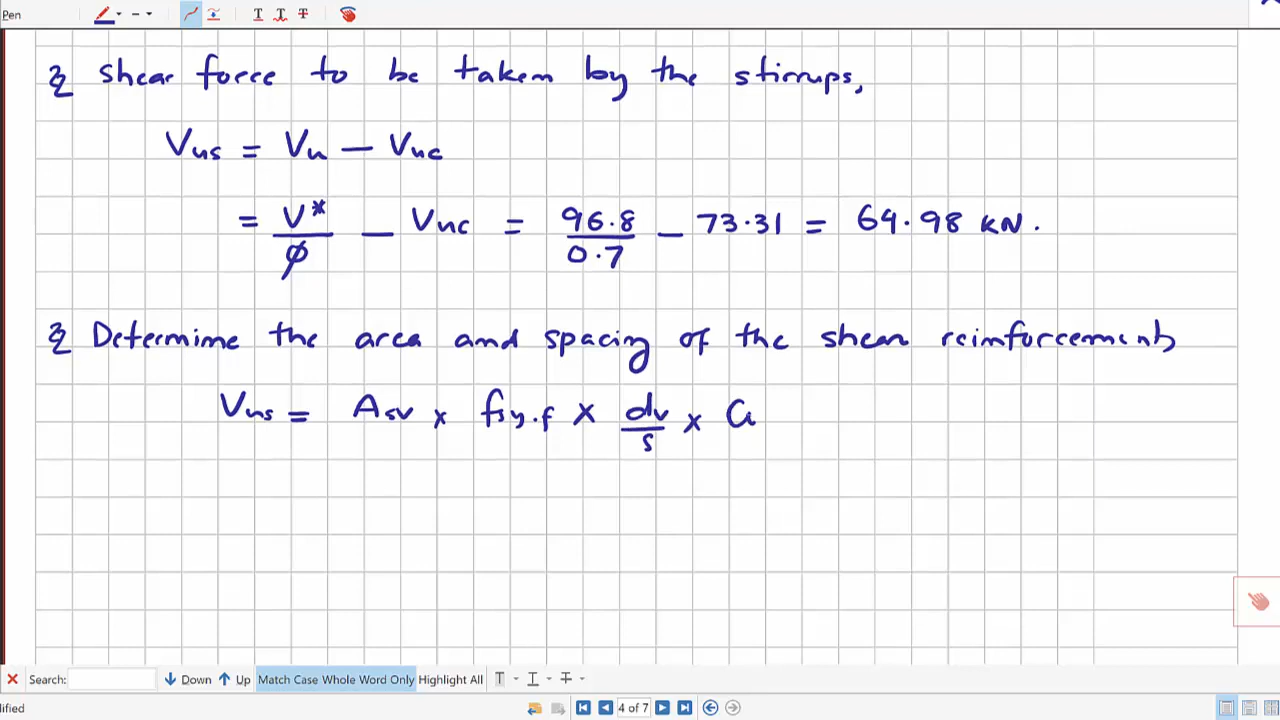 Pen
T T T
shear force to be taken by the stirrups,
Vus = Vu – Vuc
= V* / ϕ – Vuc = 96.8 / 0.7 – 73.31 = 64.98 kN.
Determine the area and spacing of the shear reinforcements
Vus = Asv x fsy.f x dv / s x
Search: Down Up Match Case Whole Word Only Highlight All T I T
ified 4 of 7